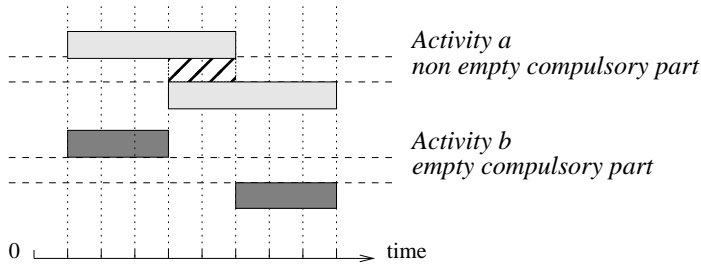 Activity a
non empty compulsory part
Activity b
empty compulsory part
0
time